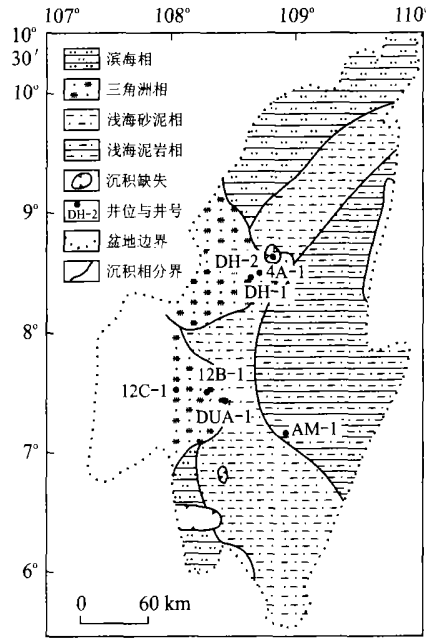 107°
108°
109°
110°
10°
30′
10°
9°
8°
7°
6°
滨海相
三角洲相
浅海砂泥相
浅海泥岩相
沉积缺失
DH-2
井位与井号
盆地边界
沉积相分界
DH-2
4A-1
DH-1
12C-1
12B-1
DUA-1
AM-1
0
60 km